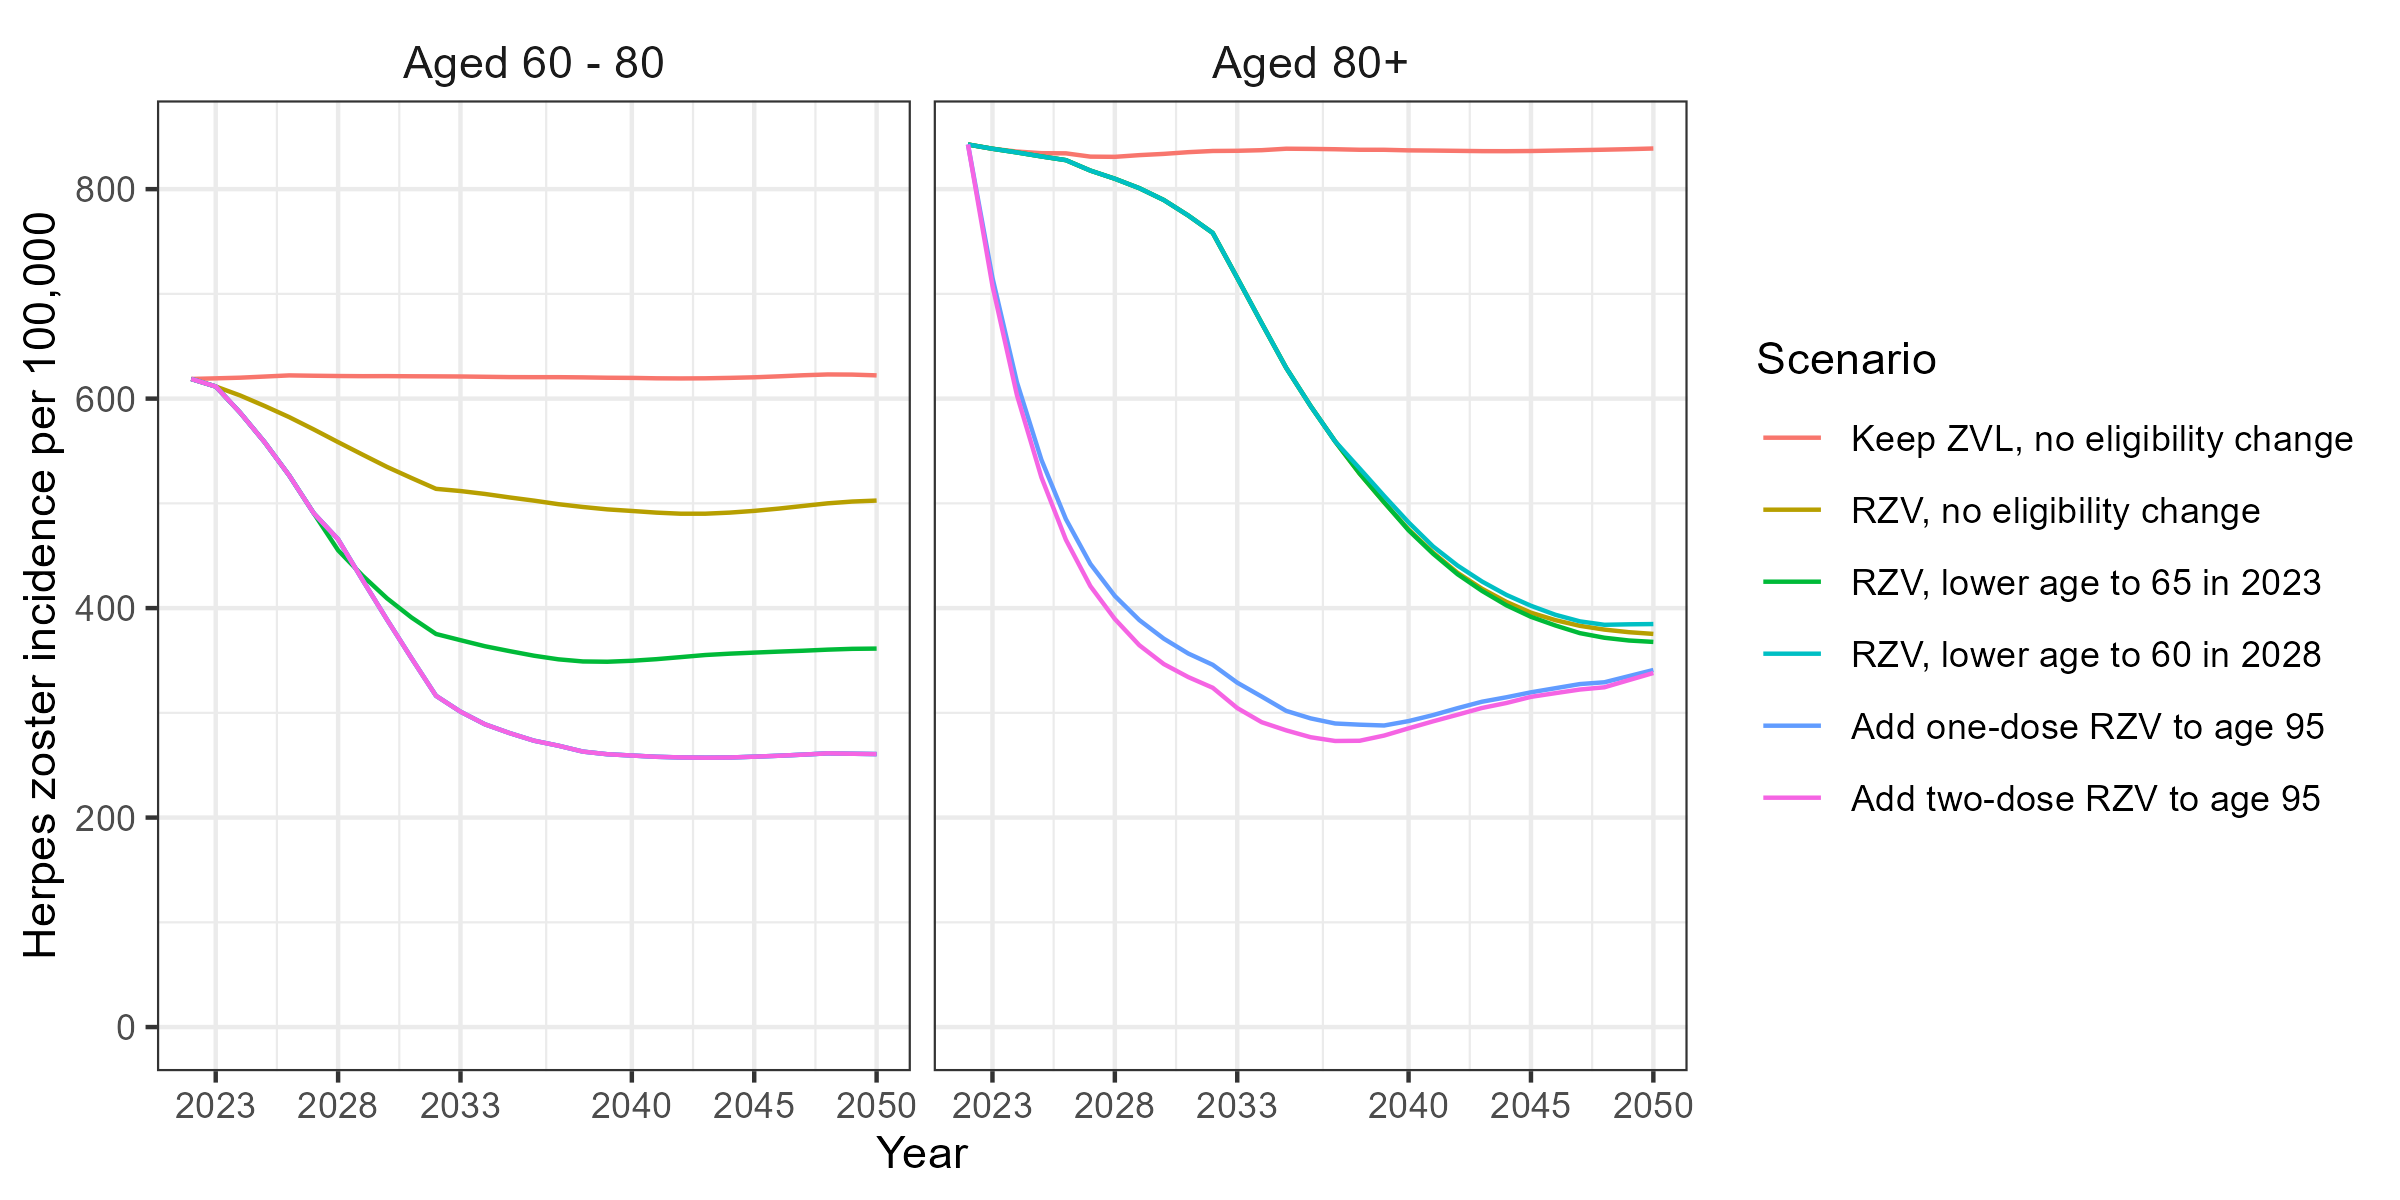 Aged 60 - 80
Aged 80+
Herpes zoster incidence per 100,000
800
600
400
200
0
2023 2028 2033 2040 2045 2050
2023 2028 2033 2040 2045 2050
Year
Scenario
Keep ZVL, no eligibility change
RZV, no eligibility change
RZV, lower age to 65 in 2023
RZV, lower age to 60 in 2028
Add one-dose RZV to age 95
Add two-dose RZV to age 95